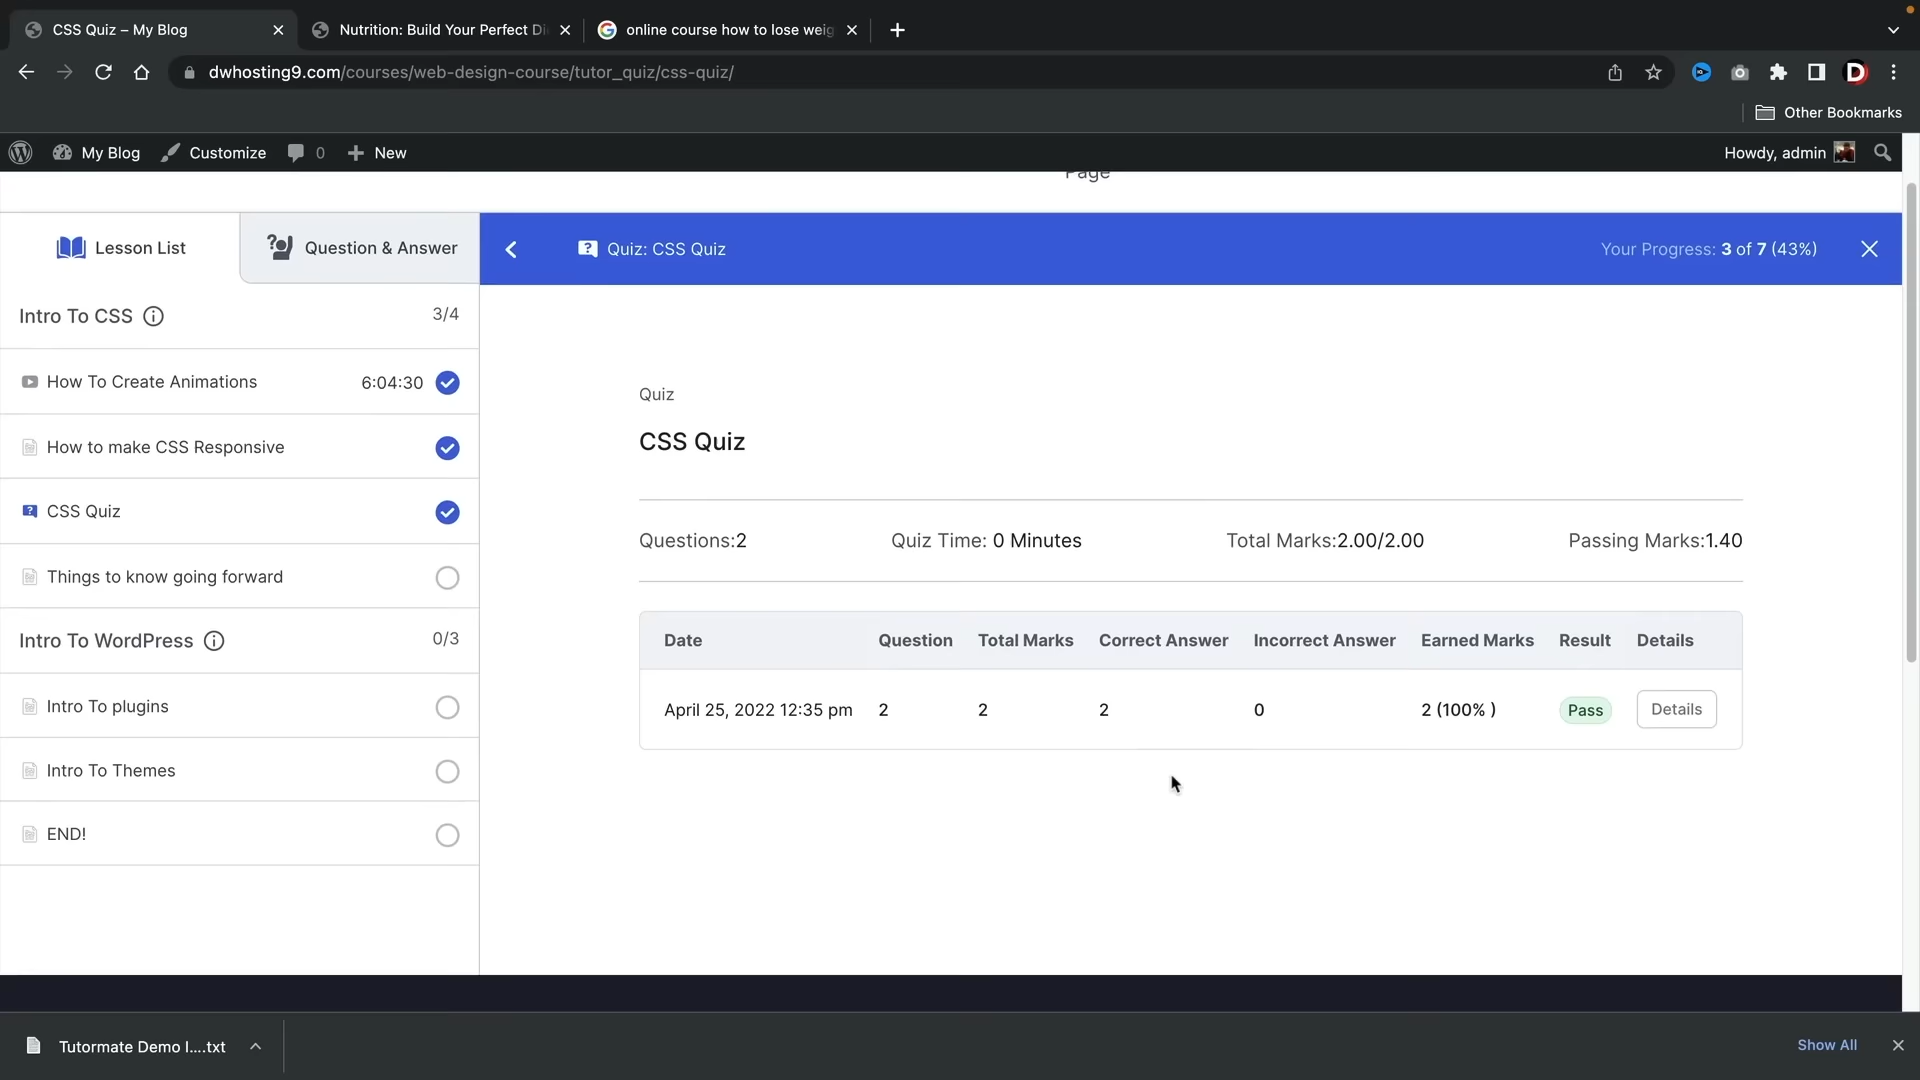 CSS Quiz – My Blog
Nutrition: Build Your Perfect Di
online course how to lose weig
dwhosting9.com/courses/web-design-course/tutor_quiz/css-quiz/
Other Bookmarks
My Blog
Customize
0
New
Howdy, admin
Page
Lesson List
Question & Answer
Quiz: CSS Quiz
Your Progress: 3 of 7 (43%)
Intro To CSS
3/4
How To Create Animations
6:04:30
How to make CSS Responsive
CSS Quiz
Things to know going forward
Intro To WordPress
0/3
Intro To plugins
Intro To Themes
END!
Quiz
CSS Quiz
Questions:2
Quiz Time: 0 Minutes
Total Marks:2.00/2.00
Passing Marks:1.40
Date Question Total Marks Correct Answer Incorrect Answer Earned Marks Result Details
April 25, 2022 12:35 pm 2 2 2 0 2 (100% ) Pass Details
Tutormate Demo I....txt
Show All